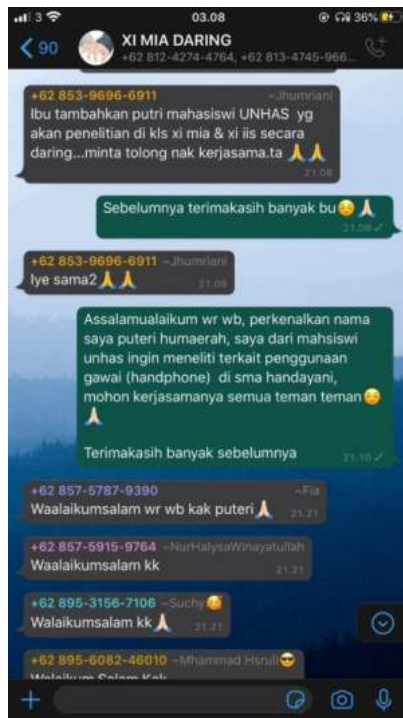 3
03.08
36%
90
XI MIA DARING
+62 812-4274-4764, +62 813-4745-966...
+62 853-9696-6911 ~Jhumriani
Ibu tambahkan putri mahasiswi UNHAS yg
akan penelitian di kls xi mia & xi iis secara
daring...minta tolong nak kerjasama.ta 🙏🙏
21.08
Sebelumnya terimakasih banyak bu☺️🙏🏻
21.08 ✓
+62 853-9696-6911 ~Jhumriani
Iye sama2🙏🙏 21.09
Assalamualaikum wr wb, perkenalkan nama
saya puteri humaerah, saya dari mahsiswi
unhas ingin meneliti terkait penggunaan
gawai (handphone) di sma handayani,
mohon kerjasamanya semua teman teman☺️
🙏🏻
Terimakasih banyak sebelumnya 21.10 ✓
+62 857-5787-9390 ~Fia
Waalaikumsalam wr wb kak puteri🙏🏻 21.21
+62 857-5915-9764 ~NurHalysaWinayatullah
Waalaikumsalam kk 21.21
+62 895-3156-7106 ~Suchy🥰
Walaikumsalam kk🙏🏻 21.21
+62 895-6082-46010 ~Mhammad Hsrull😎
Walaikum Salam Kak